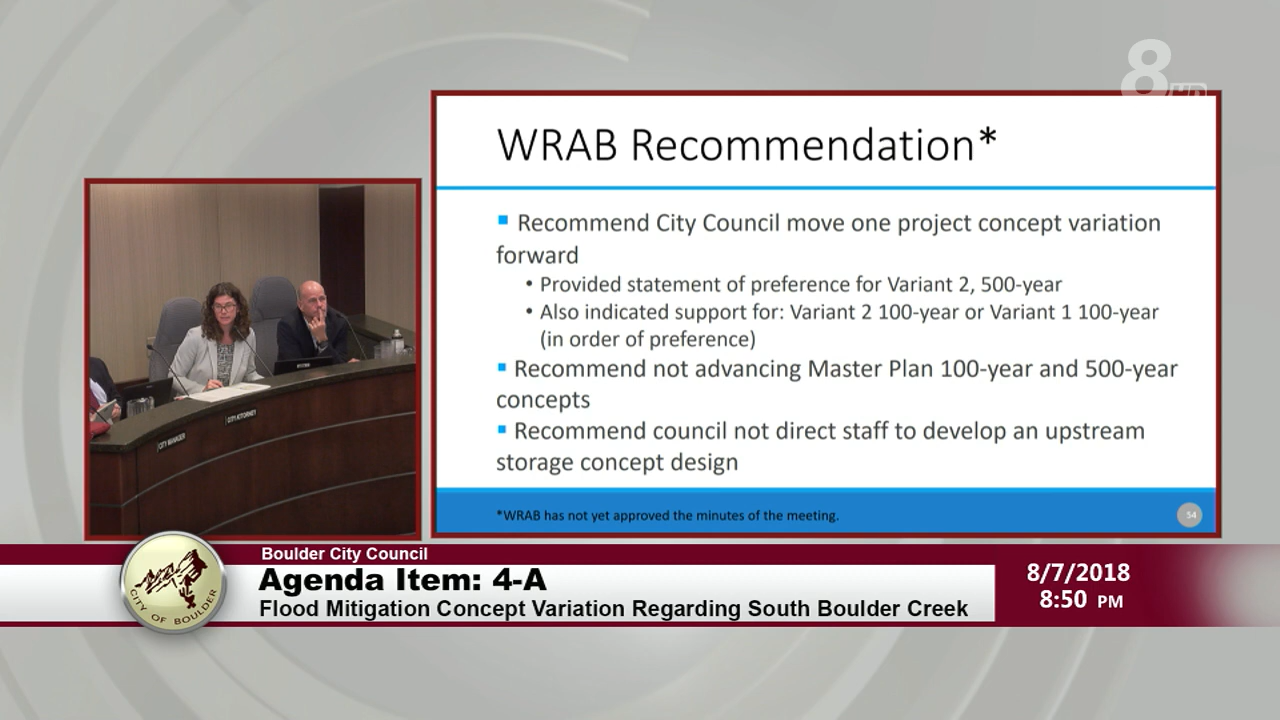 8 HD
WRAB Recommendation*
▪ Recommend City Council move one project concept variation
forward
• Provided statement of preference for Variant 2, 500-year
• Also indicated support for: Variant 2 100-year or Variant 1 100-year
(in order of preference)
▪ Recommend not advancing Master Plan 100-year and 500-year
concepts
▪ Recommend council not direct staff to develop an upstream
storage concept design
*WRAB has not yet approved the minutes of the meeting.
54
CITY MANAGER
CITY ATTORNEY
Boulder City Council
Agenda Item: 4-A
Flood Mitigation Concept Variation Regarding South Boulder Creek
8/7/2018
8:50 PM
CITY OF BOULDER